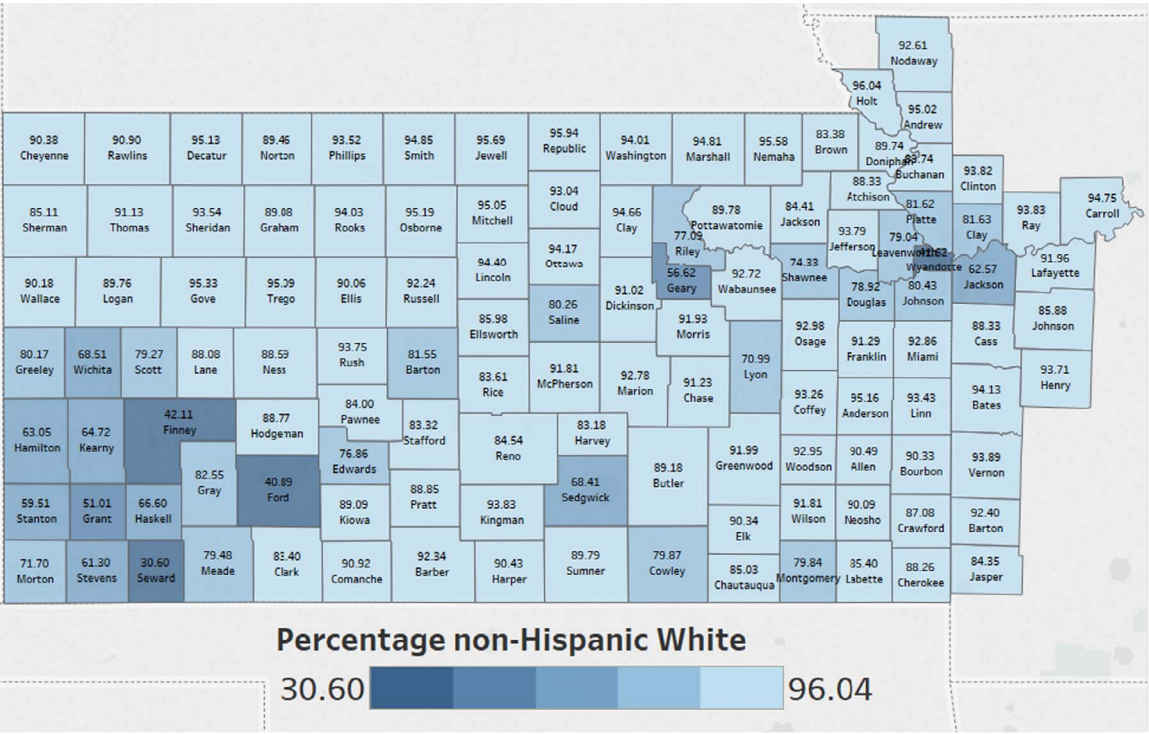 92.61
Nodaway
96.04
Holt
95.02
Andrew
90.38
Cheyenne
90.90
Rawlins
95.13
Decatur
89.46
Norton
93.52
Phillips
94.85
Smith
95.69
Jewell
95.94
Republic
94.01
Washington
94.81
Marshall
95.58
Nemaha
83.38
Brown
89.74
Doniphan
Buchanan
93.82
Clinton
85.11
Sherman
91.13
Thomas
93.54
Sheridan
89.08
Graham
94.03
Rooks
95.19
Osborne
95.05
Mitchell
93.04
Cloud
94.66
Clay
77.09
Riley
89.78
Pottawatomie
84.41
Jackson
88.33
Atchison
81.62
Platte
81.63
Clay
93.83
Ray
94.75
Carroll
90.18
Wallace
89.76
Logan
95.33
Gove
95.09
Trego
90.06
Ellis
92.24
Russell
94.40
Lincoln
94.17
Ottawa
91.02
Dickinson
56.62
Geary
92.72
Wabaunsee
74.33
Shawnee
93.79
Jefferson
79.04
Leavenworth
Wyandotte
62.57
Jackson
91.96
Lafayette
80.17
Greeley
68.51
Wichita
79.27
Scott
88.08
Lane
88.59
Ness
93.75
Rush
81.55
Barton
85.98
Ellsworth
80.26
Saline
91.93
Morris
78.92
Douglas
80.43
Johnson
85.88
Johnson
83.61
Rice
91.81
McPherson
92.78
Marion
91.23
Chase
70.99
Lyon
92.98
Osage
91.29
Franklin
92.86
Miami
88.33
Cass
93.71
Henry
63.05
Hamilton
64.72
Kearny
42.11
Finney
88.77
Hodgeman
84.00
Pawnee
83.32
Stafford
84.54
Reno
83.18
Harvey
93.26
Coffey
95.16
Anderson
93.43
Linn
94.13
Bates
82.55
Gray
40.89
Ford
76.86
Edwards
68.41
Sedgwick
89.18
Butler
91.99
Greenwood
92.95
Woodson
90.49
Allen
90.33
Bourbon
93.89
Vernon
59.51
Stanton
51.01
Grant
66.60
Haskell
89.09
Kiowa
88.85
Pratt
93.83
Kingman
90.34
Elk
91.81
Wilson
90.09
Neosho
87.08
Crawford
92.40
Barton
71.70
Morton
61.30
Stevens
30.60
Seward
79.48
Meade
83.40
Clark
90.92
Comanche
92.34
Barber
90.43
Harper
89.79
Sumner
79.87
Cowley
85.03
Chautauqua
79.84
Montgomery
85.40
Labette
88.26
Cherokee
84.35
Jasper
Percentage non-Hispanic White
30.60
96.04